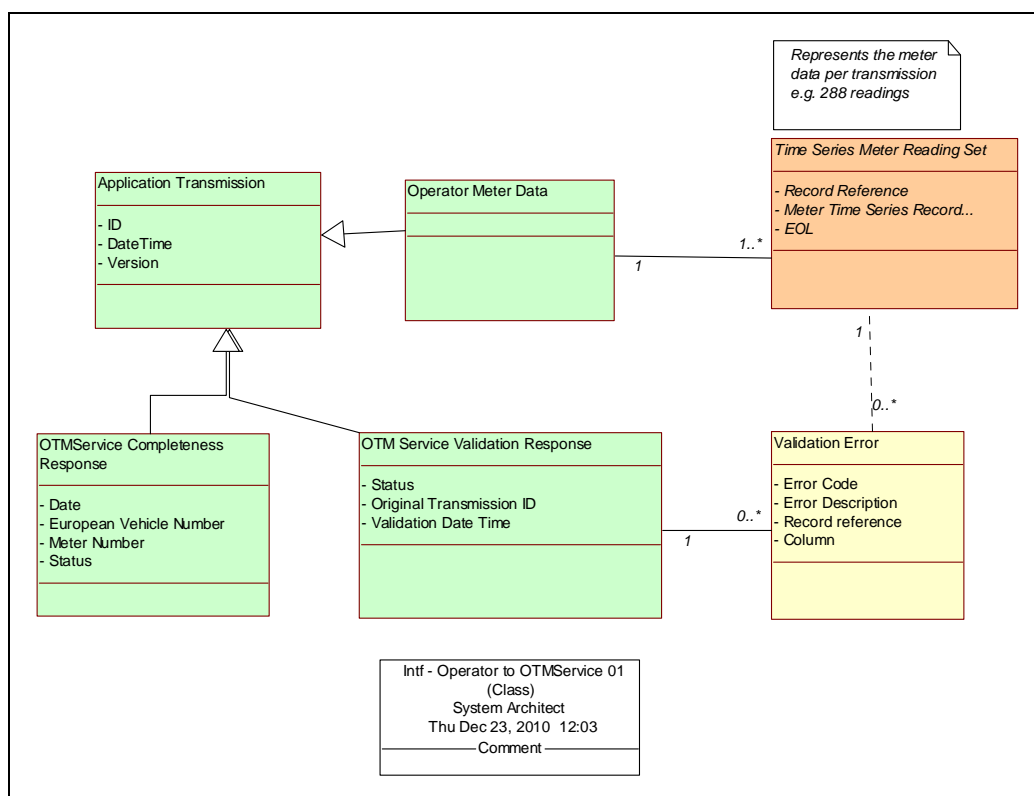 Represents the meter
data per transmission
e.g. 288 readings
Application Transmission
- ID
- DateTime
- Version
Operator Meter Data
Time Series Meter Reading Set
- Record Reference
- Meter Time Series Record...
- EOL
1
1..*
1
0..*
OTMService Completeness
Response
- Date
- European Vehicle Number
- Meter Number
- Status
OTM Service Validation Response
- Status
- Original Transmission ID
- Validation Date Time
1
0..*
Validation Error
- Error Code
- Error Description
- Record reference
- Column
Intf - Operator to OTMService 01
(Class)
System Architect
Thu Dec 23, 2010 12:03
Comment